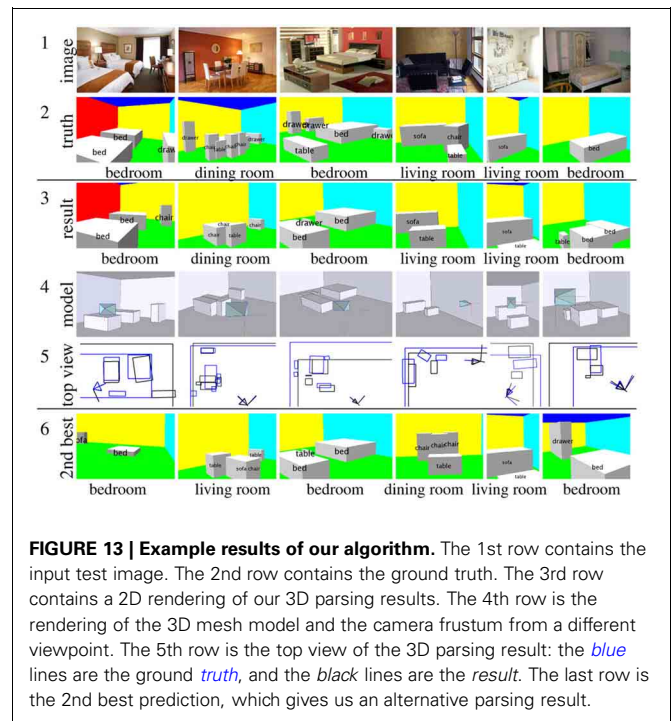 1
image
2
truth
bed
bed
draw
bedroom
drawer
chair
table
chair
chair
drawer
dining room
drawer
drawer
bed
drawe
table
bedroom
sofa
chair
table
living room
sofa
living room
bed
bedroom
3
result
bed
bed
chair
bedroom
chair
chair
table
chair
dining room
drawer
bed
bedroom
sofa
table
living room
sofa
table
living room
table
bed
bed
bedroom
4
model
5
top view
6
2nd best
sofa
bed
bedroom
table
table
sofa
chair
living room
table
bed
bed
bedroom
chair
chair
chair
table
dining room
sofa
living room
drawer
bed
bedroom
FIGURE 13 | Example results of our algorithm. The 1st row contains the
input test image. The 2nd row contains the ground truth. The 3rd row
contains a 2D rendering of our 3D parsing results. The 4th row is the
rendering of the 3D mesh model and the camera frustum from a different
viewpoint. The 5th row is the top view of the 3D parsing result: the blue
lines are the ground truth, and the black lines are the result. The last row is
the 2nd best prediction, which gives us an alternative parsing result.